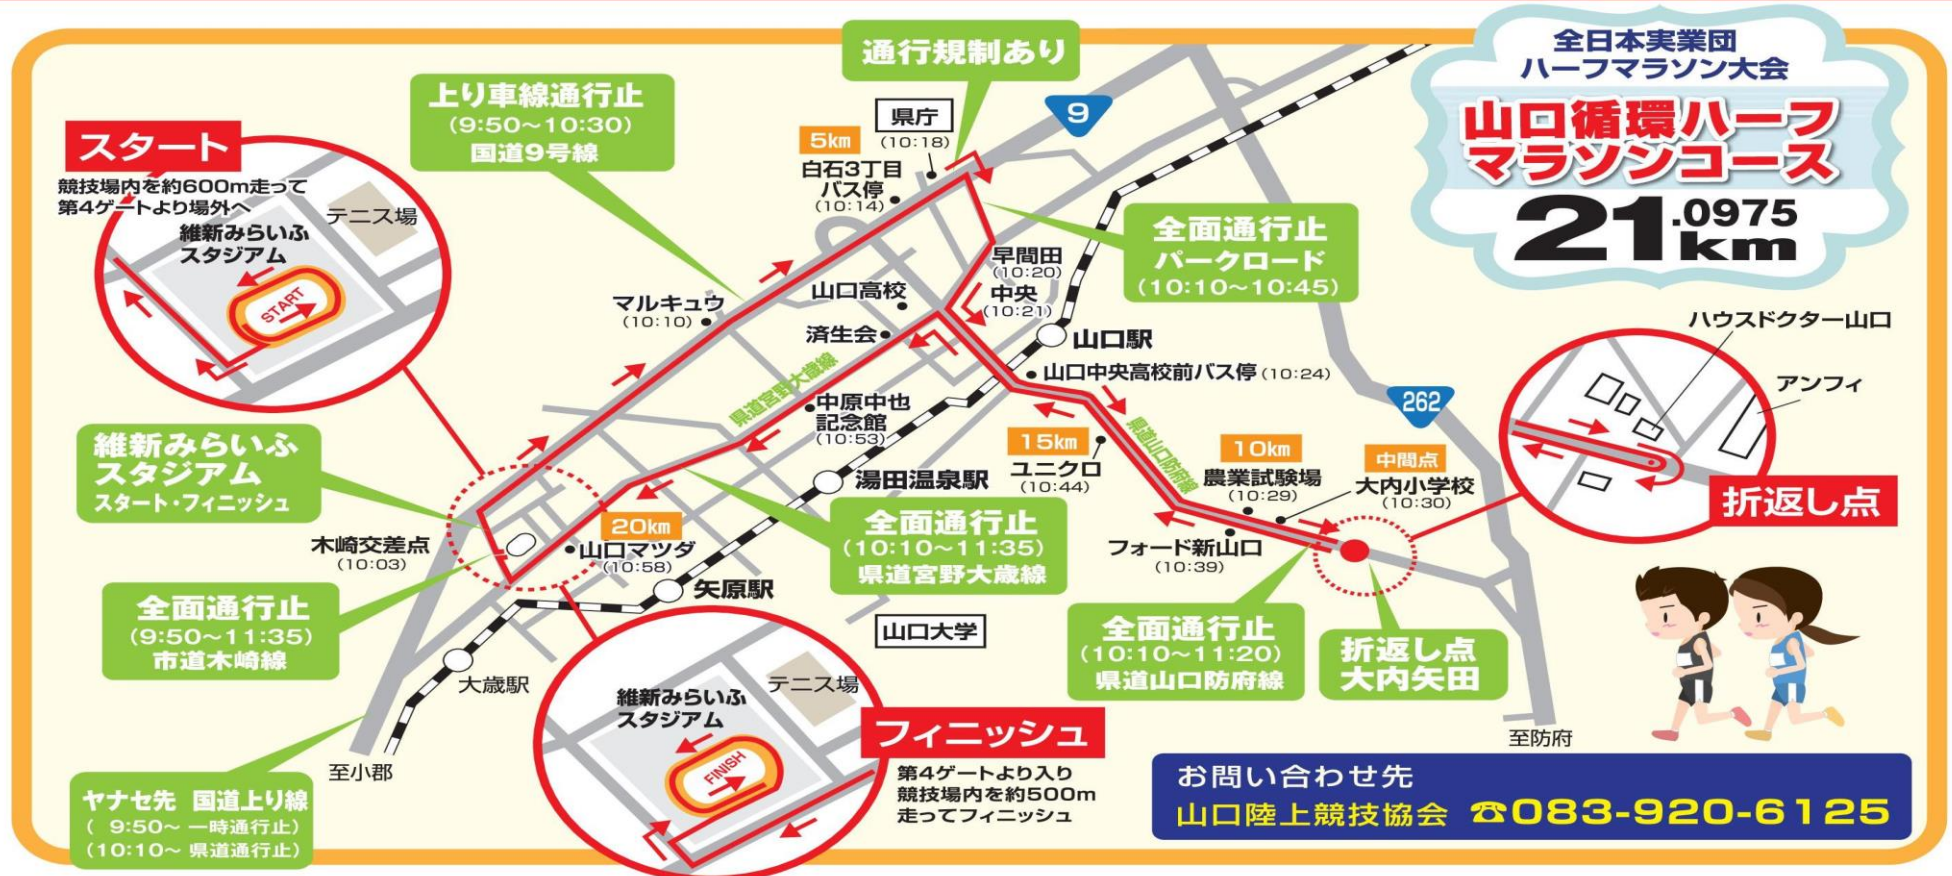 全日本実業団
ハーフマラソン大会
山口循環ハーフ
マラソンコース
21.0975
km
通行規制あり
上り車線通行止
(9:50〜10:30)
国道9号線
スタート
競技場内を約600m走って
第4ゲートより場外へ
維新みらいふ
スタジアム
テニス場
START
県庁
(10:18)
5km
白石3丁目
バス停
(10:14)
9
全面通行止
パークロード
(10:10〜10:45)
早間田
(10:20)
中央
(10:21)
マルキュウ
(10:10)
山口高校
済生会
山口駅
山口中央高校前バス停(10:24)
県道宮野大歳線
中原中也
記念館
(10:53)
湯田温泉駅
15km
ユニクロ
(10:44)
県道山口防府線
10km
農業試験場
(10:29)
中間点
大内小学校
(10:30)
262
ハウスドクター山口
アンフィ
折返し点
維新みらいふ
スタジアム
スタート・フィニッシュ
木崎交差点
(10:03)
20km
山口マツダ
(10:58)
全面通行止
(10:10〜11:35)
県道宮野大歳線
フォード新山口
(10:39)
矢原駅
全面通行止
(9:50〜11:35)
市道木崎線
山口大学
全面通行止
(10:10〜11:20)
県道山口防府線
折返し点
大内矢田
大歳駅
至小郡
至防府
ヤナセ先 国道上り線
( 9:50〜 一時通行止)
(10:10〜 県道通行止)
維新みらいふ
スタジアム
テニス場
FINISH
フィニッシュ
第4ゲートより入り
競技場内を約500m
走ってフィニッシュ
お問い合わせ先
山口陸上競技協会 ☎083-920-6125